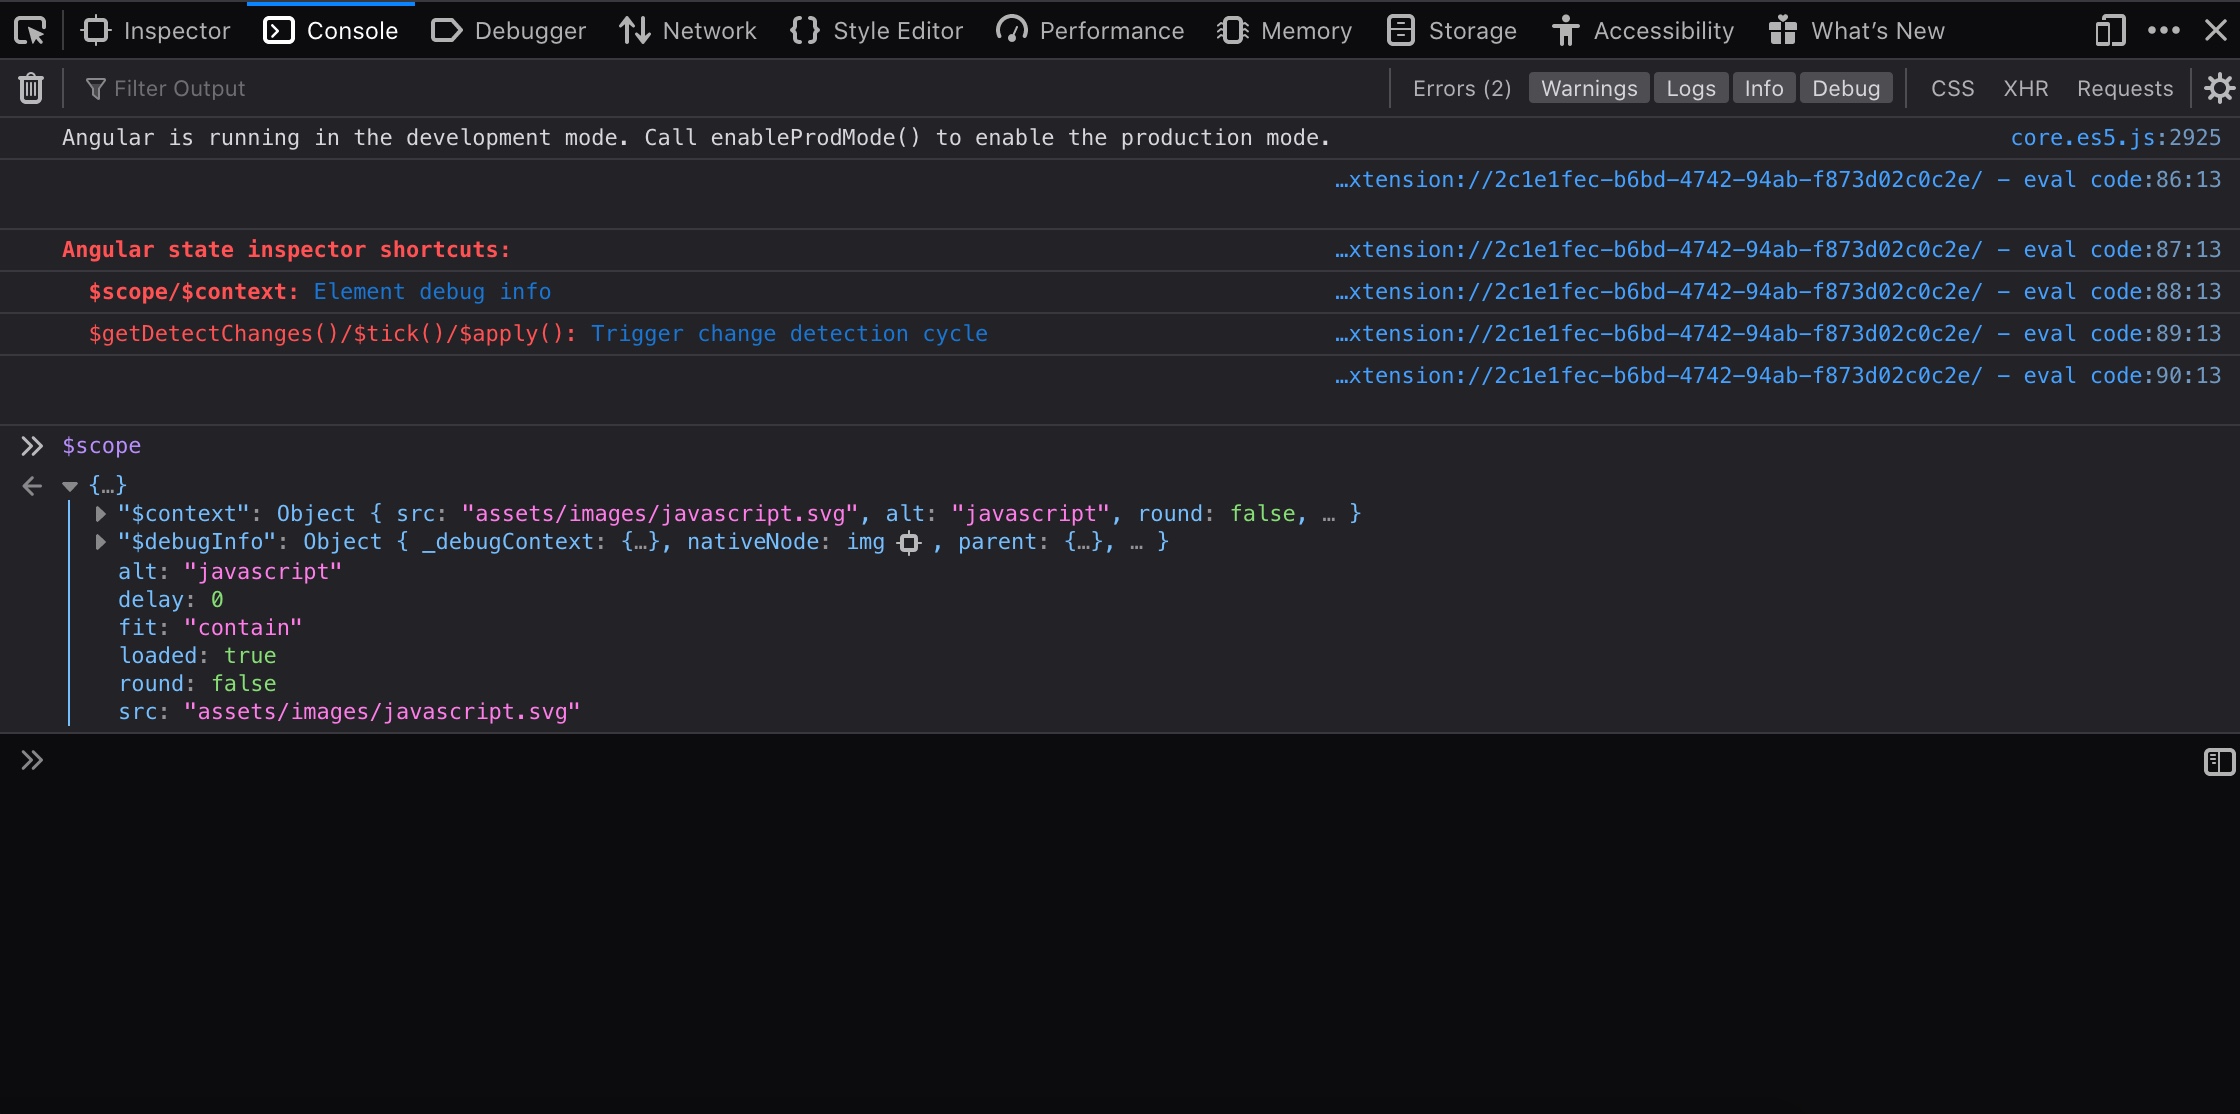 Inspector Console Debugger Network {} Style Editor Performance Memory Storage Accessibility What's New
Filter Output Errors (2) Warnings Logs Info Debug CSS XHR Requests
Angular is running in the development mode. Call enableProdMode() to enable the production mode. core.es5.js:2925
…xtension://2c1e1fec-b6bd-4742-94ab-f873d02c0c2e/ – eval code:86:13
Angular state inspector shortcuts: …xtension://2c1e1fec-b6bd-4742-94ab-f873d02c0c2e/ – eval code:87:13
$scope/$context: Element debug info …xtension://2c1e1fec-b6bd-4742-94ab-f873d02c0c2e/ – eval code:88:13
$getDetectChanges()/$tick()/$apply(): Trigger change detection cycle …xtension://2c1e1fec-b6bd-4742-94ab-f873d02c0c2e/ – eval code:89:13
…xtension://2c1e1fec-b6bd-4742-94ab-f873d02c0c2e/ – eval code:90:13
$scope
{…}
"$context": Object { src: "assets/images/javascript.svg", alt: "javascript", round: false, … }
"$debugInfo": Object { _debugContext: {…}, nativeNode: img , parent: {…}, … }
alt: "javascript"
delay: 0
fit: "contain"
loaded: true
round: false
src: "assets/images/javascript.svg"